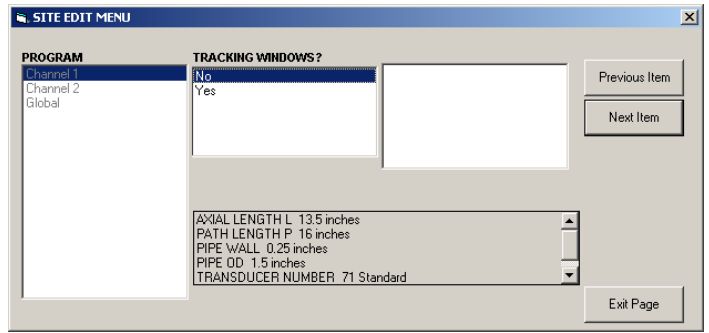 SITE EDIT MENU
PROGRAM
Channel 1
Channel 2
Global
TRACKING WINDOWS?
No
Yes
Previous Item
Next Item
AXIAL LENGTH L 13.5 inches
PATH LENGTH P 16 inches
PIPE WALL 0.25 inches
PIPE OD 1.5 inches
TRANSDUCER NUMBER 71 Standard
Exit Page